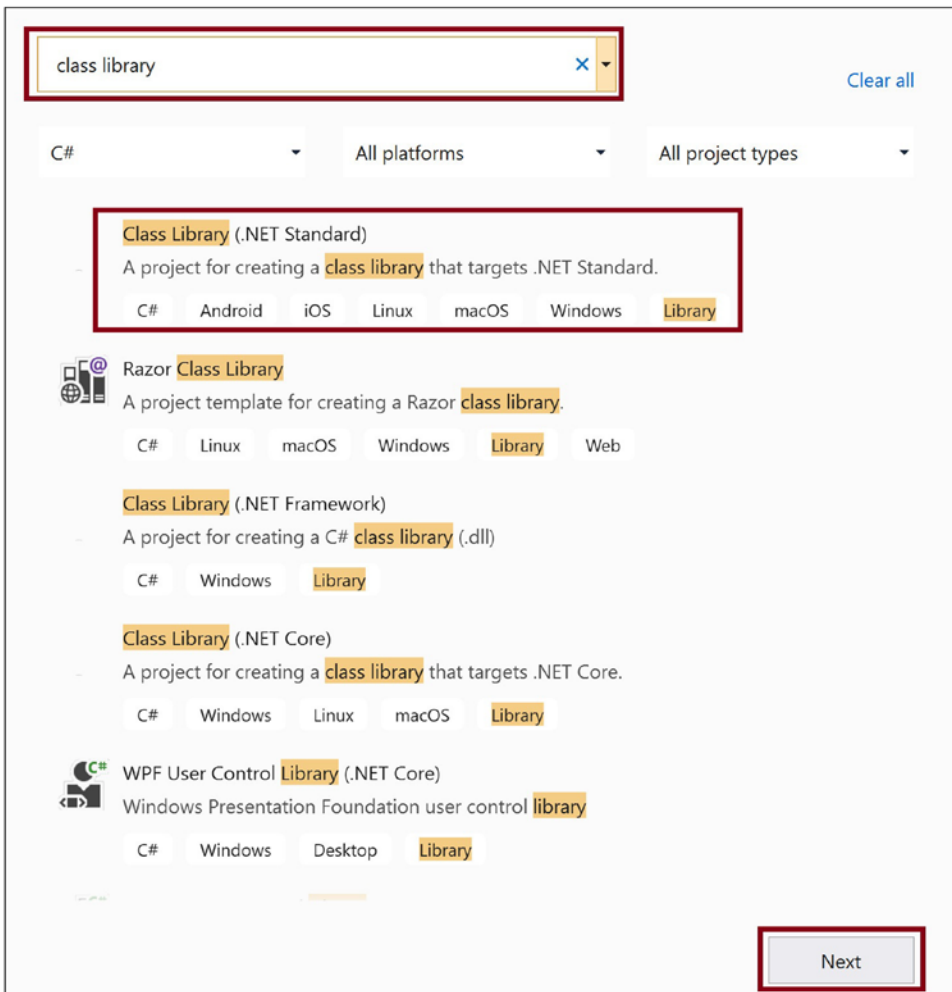 class library
Clear all
C# All platforms All project types
Class Library (.NET Standard)
A project for creating a class library that targets .NET Standard.
C# Android iOS Linux macOS Windows Library
Razor Class Library
A project template for creating a Razor class library.
C# Linux macOS Windows Library Web
Class Library (.NET Framework)
A project for creating a C# class library (.dll)
C# Windows Library
Class Library (.NET Core)
A project for creating a class library that targets .NET Core.
C# Windows Linux macOS Library
C#
WPF User Control Library (.NET Core)
Windows Presentation Foundation user control library
C# Windows Desktop Library
Next